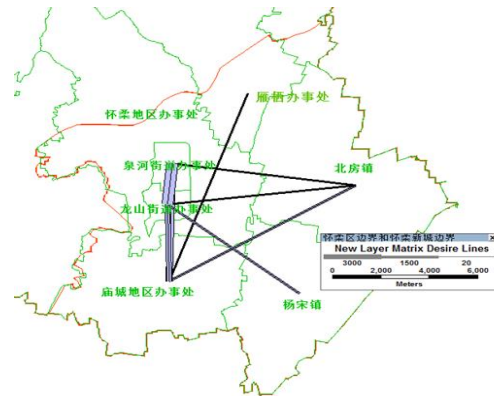 雁栖办事处
怀柔地区办事处
泉河街道办事处
北房镇
龙山街道办事处
怀柔区边界和怀柔新城边界
New Layer Matrix Desire Lines
3000 1500 20
0 2,000 4,000 6,000
Meters
庙城地区办事处
杨宋镇